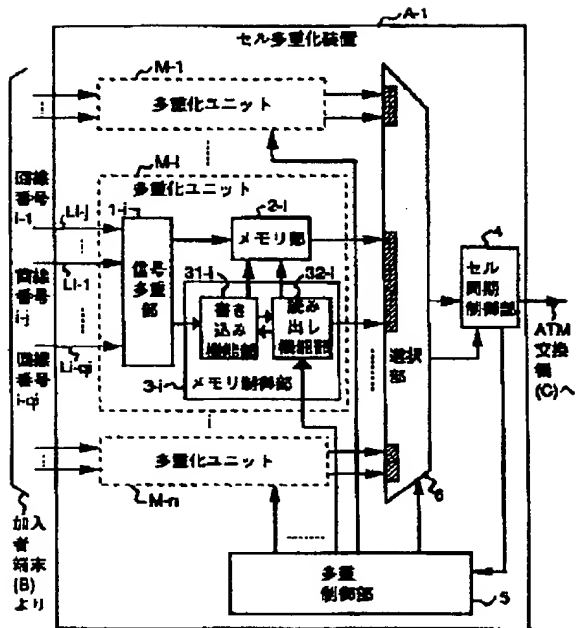 A-1
セル多重化装置
M-1
多重化ユニット
M-i
多重化ユニット
回線
番号
i-1
1-i
2-i
Li-j
メモリ部
回線
番号
i-j
Li-1
信号
多重
部
31-i
32-i
書き
込み
機能部
読み
出し
機能部
4
セル
同期
制御部
ATM
交換
機
(C)へ
選択
部
回線
番号
i-qi
Li-qi
3-i
メモリ制御部
多重化ユニット
M-n
6
加入
者
端末
(B)
より
多重
制御部
5